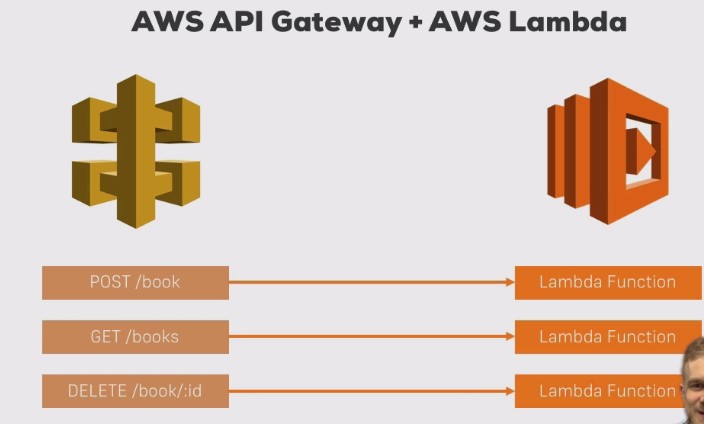 AWS API Gateway + AWS Lambda
POST /book
Lambda Function
GET /books
Lambda Function
DELETE /book/:id
Lambda Function